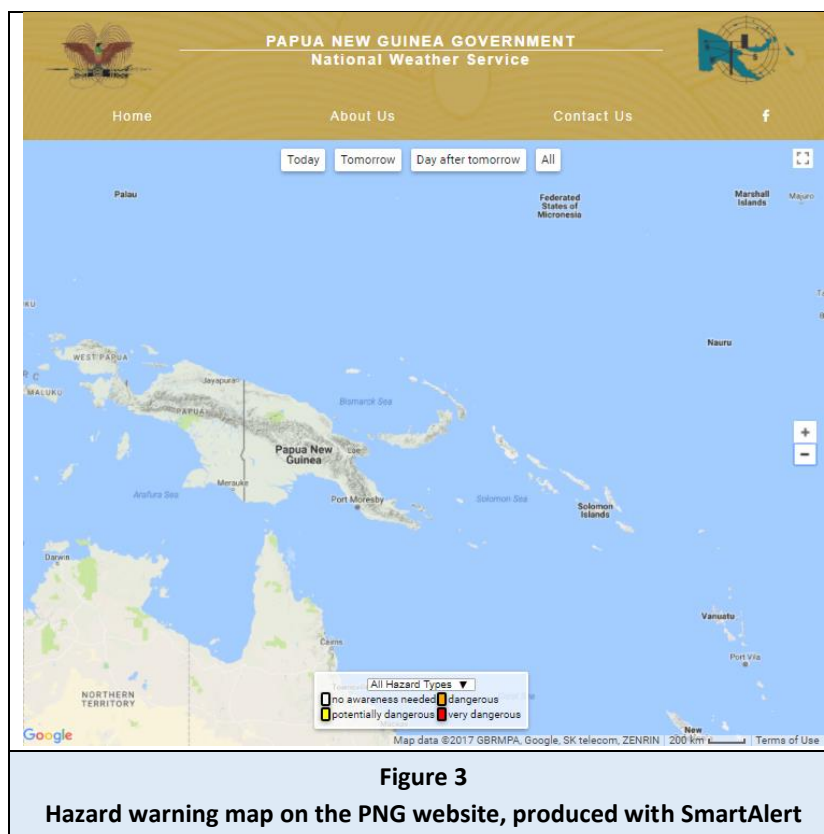 PAPUA NEW GUINEA GOVERNMENT
National Weather Service
Home About Us Contact Us f
Today Tomorrow Day after tomorrow All
Palau
Federated
States of
Micronesia
Marshall
Islands
Majuro
KU
Nauru
WEST PAPUA
R C
MALUKU
Jayapura
PAPUA
Bismarck Sea
Papua New
Guinea
Lae
Merauke
Arafura Sea
Port Moresby
Solomon Sea
Solomon
Islands
Darwin
Vanuatu
Cairns
Port Vila
NORTHERN
TERRITORY
All Hazard Types ▼
no awareness needed dangerous
potentially dangerous very dangerous
New
Google
Map data ©2017 GBRMPA, Google, SK telecom, ZENRIN 200 km Terms of Use
Figure 3
Hazard warning map on the PNG website, produced with SmartAlert